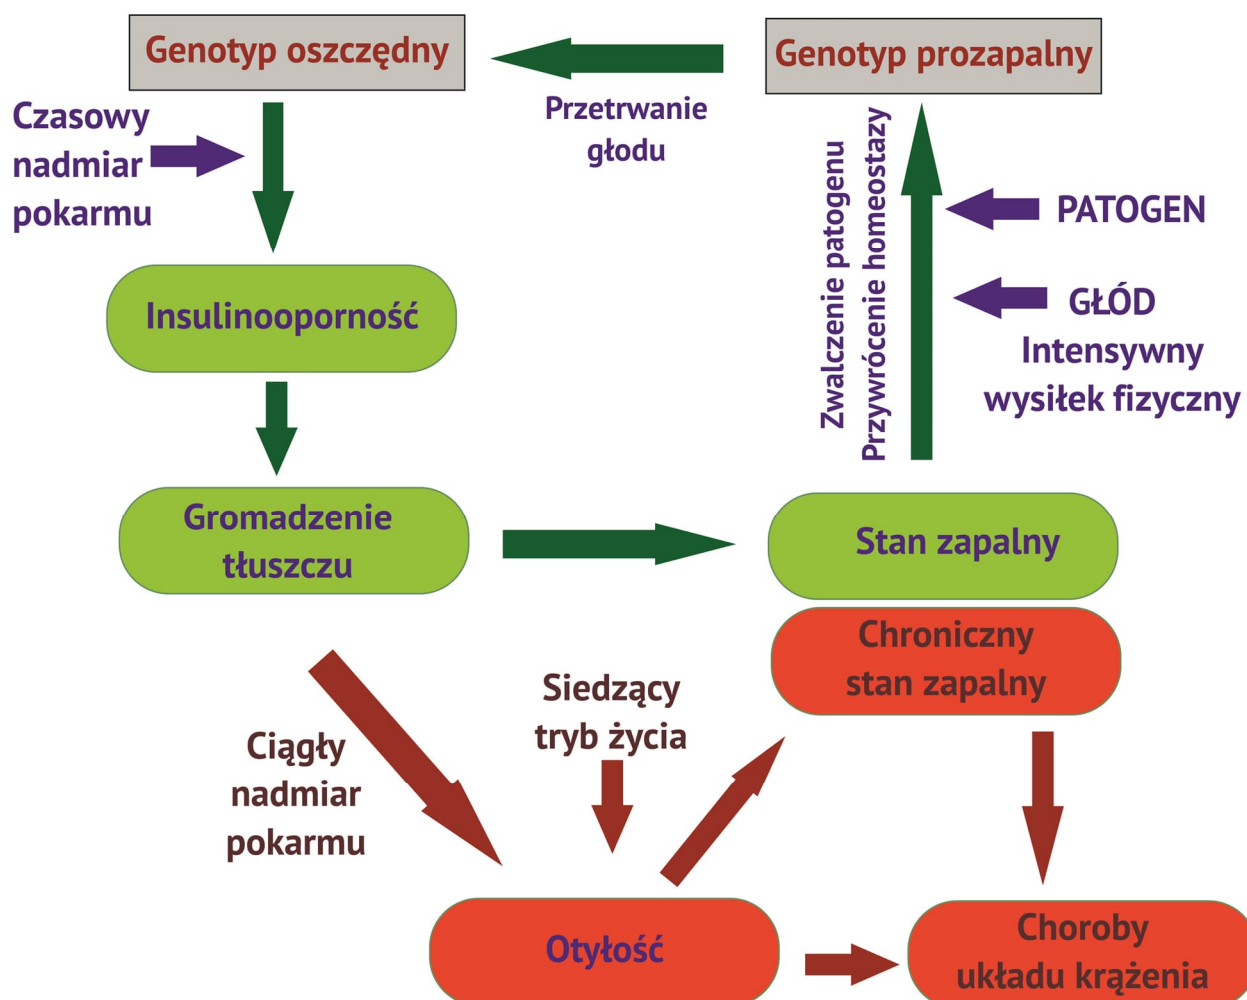 Genotyp oszczędny
Genotyp prozapalny
Przetrwanie
głodu
Czasowy
nadmiar
pokarmu
Zwalczenie patogenu
Przywrócenie homeostazy
PATOGEN
GŁÓD
Intensywny
wysiłek fizyczny
Insulinooporność
Gromadzenie
tłuszczu
Stan zapalny
Chroniczny
stan zapalny
Siedzący
tryb życia
Ciągły
nadmiar
pokarmu
Otyłość
Choroby
układu krążenia